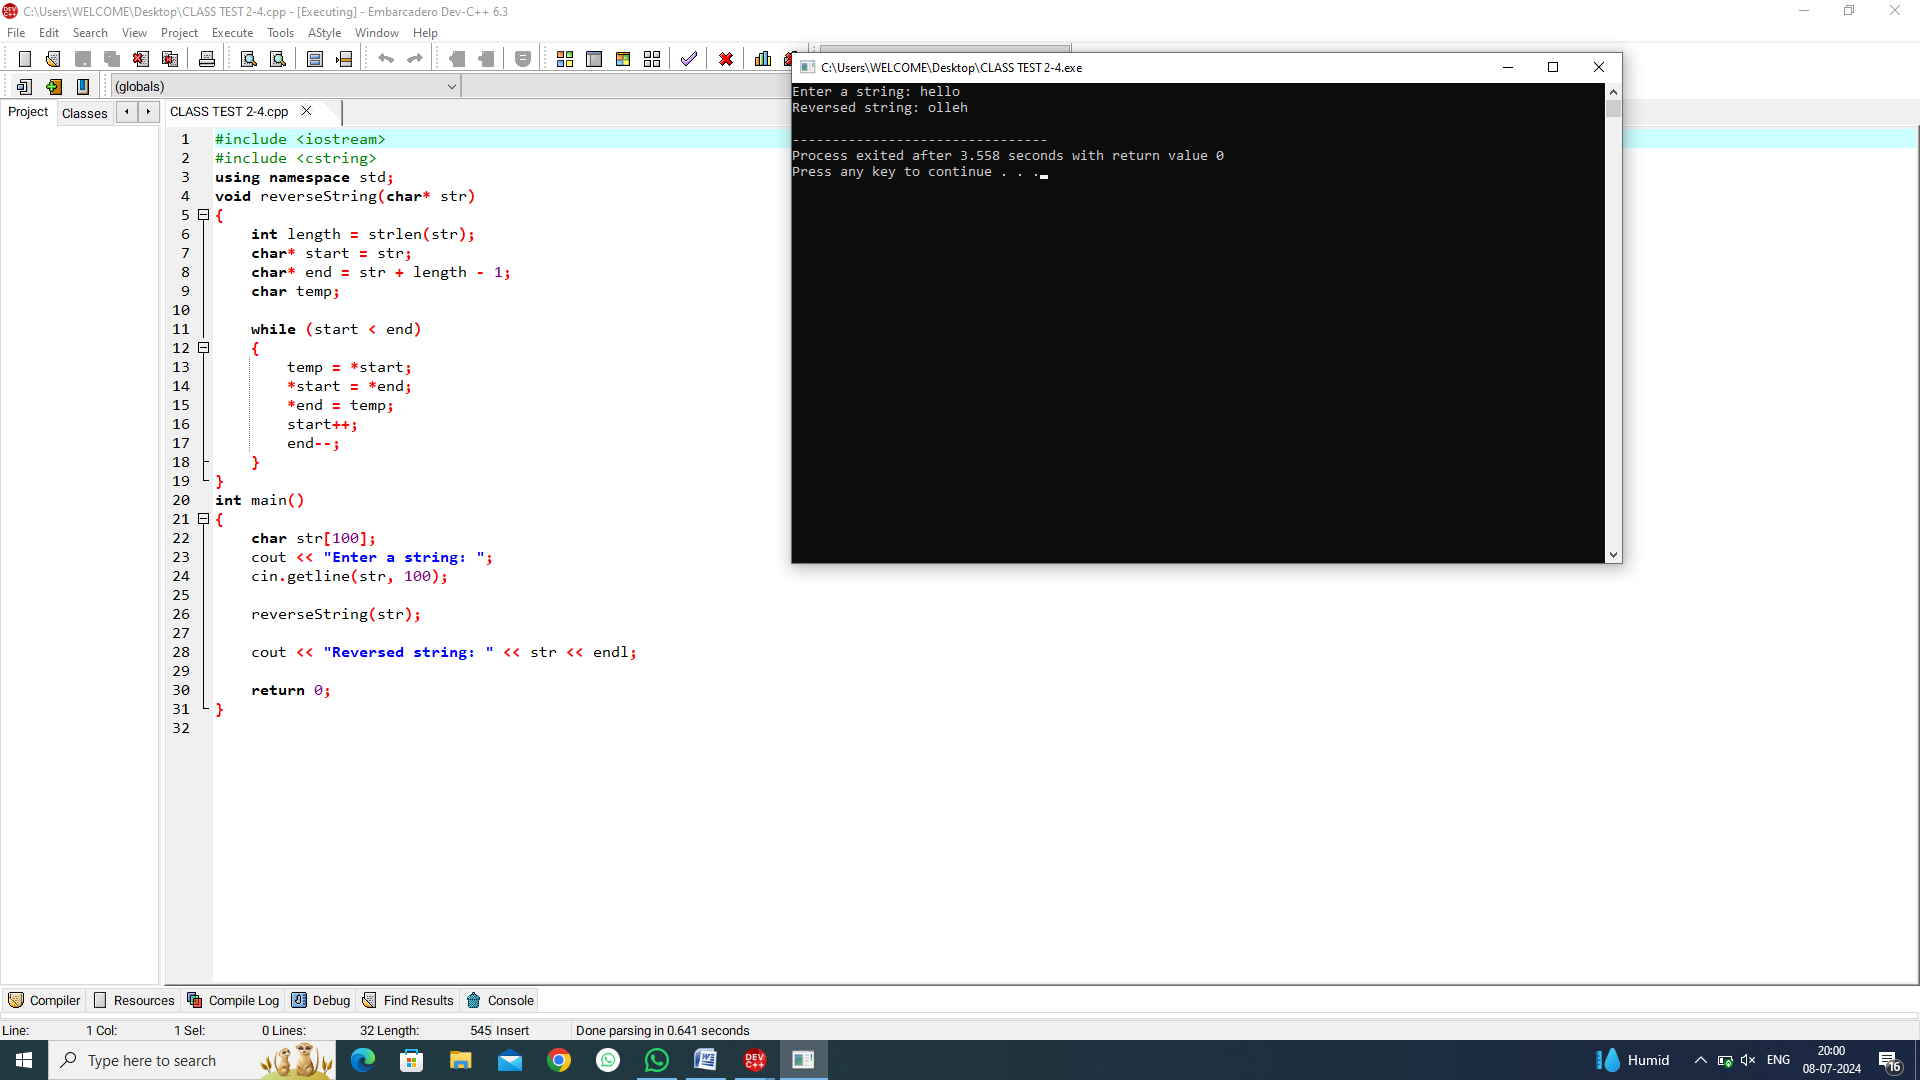 C:\Users\WELCOME\Desktop\CLASS TEST 2-4.cpp - [Executing] - Embarcadero Dev-C++ 6.3
File Edit Search View Project Execute Tools AStyle Window Help
(globals)
Project Classes
CLASS TEST 2-4.cpp
1 #include <iostream>
2 #include <cstring>
3 using namespace std;
4 void reverseString(char* str)
5 {
6 int length = strlen(str);
7 char* start = str;
8 char* end = str + length - 1;
9 char temp;
10
11 while (start < end)
12 {
13 temp = *start;
14 *start = *end;
15 *end = temp;
16 start++;
17 end--;
18 }
19 }
20 int main()
21 {
22 char str[100];
23 cout << "Enter a string: ";
24 cin.getline(str, 100);
25
26 reverseString(str);
27
28 cout << "Reversed string: " << str << endl;
29
30 return 0;
31 }
32
C:\Users\WELCOME\Desktop\CLASS TEST 2-4.exe
Enter a string: hello
Reversed string: olleh
--------------------------------
Process exited after 3.558 seconds with return value 0
Press any key to continue . . .
Compiler Resources Compile Log Debug Find Results Console
Line: 1 Col: 1 Sel: 0 Lines: 32 Length: 545 Insert Done parsing in 0.641 seconds
Type here to search
DEV C++
Humid
ENG
20:00
08-07-2024
16